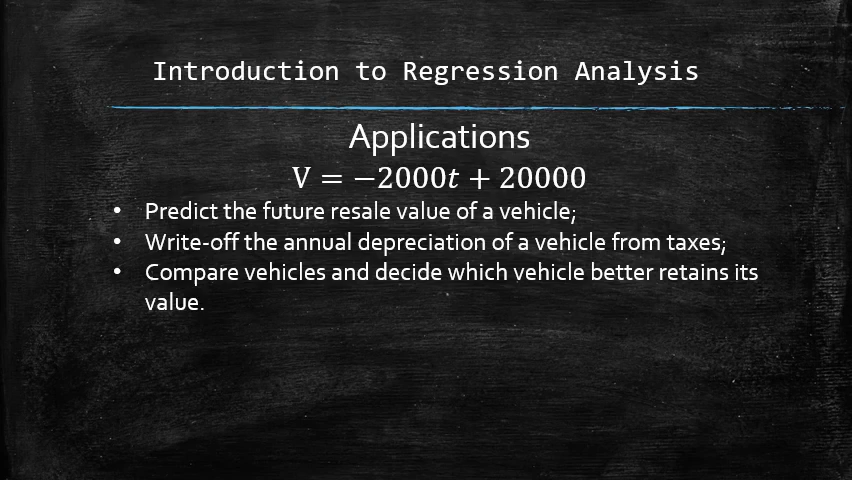 Introduction to Regression Analysis
Applications
V = −2000t + 20000
• Predict the future resale value of a vehicle;
• Write-off the annual depreciation of a vehicle from taxes;
• Compare vehicles and decide which vehicle better retains its
value.